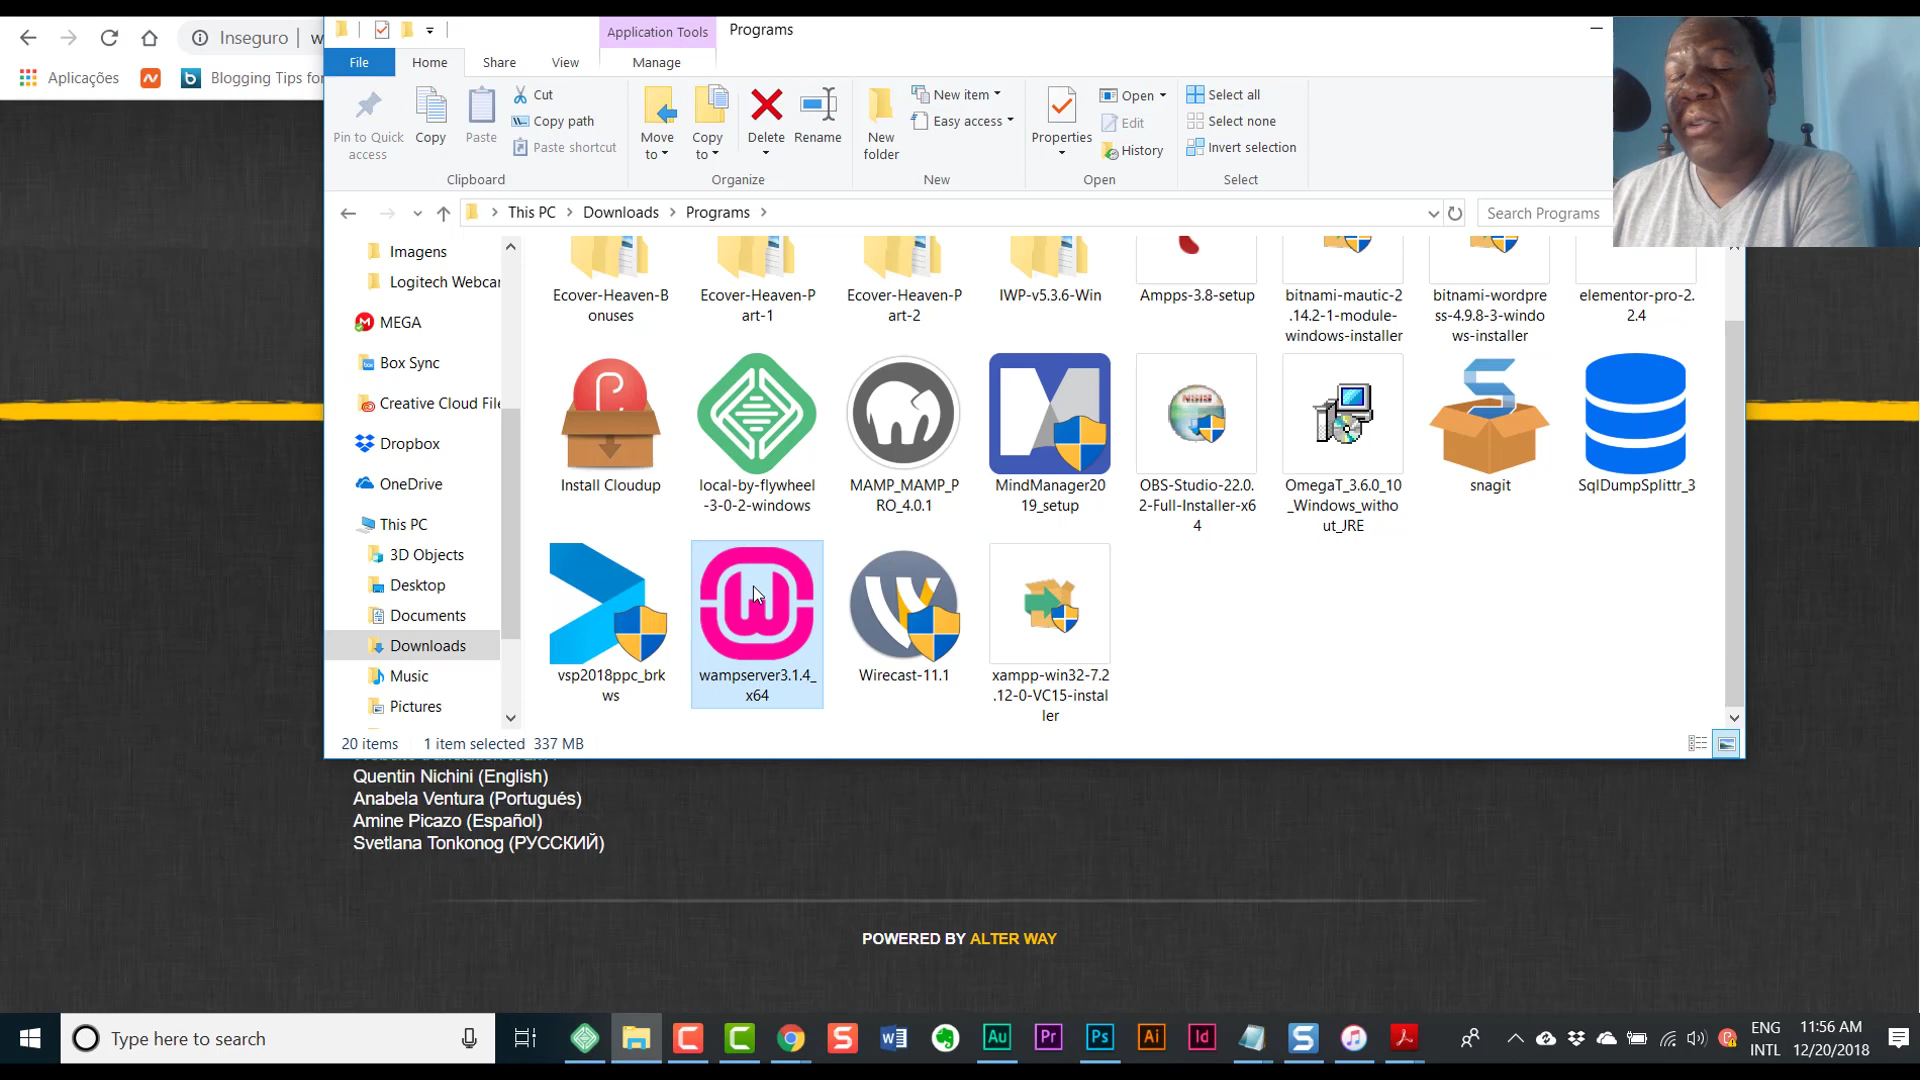 Application Tools
Programs
Inseguro
w
Aplicações
Blogging Tips for
File
Home
Share
View
Manage
Pin to Quick access
Copy
Paste
Cut
Copy path
Paste shortcut
Move to
Copy to
Delete
Rename
New folder
New item
Easy access
Properties
Open
Edit
History
Select all
Select none
Invert selection
Clipboard
Organize
New
Open
Select
This PC
Downloads
Programs
Search Programs
Imagens
Logitech Webcar
MEGA
Box Sync
Creative Cloud File
Dropbox
OneDrive
This PC
3D Objects
Desktop
Documents
Downloads
Music
Pictures
Ecover-Heaven-B
onuses
Ecover-Heaven-P
art-1
Ecover-Heaven-P
art-2
IWP-v5.3.6-Win
Ampps-3.8-setup
bitnami-mautic-2
.14.2-1-module-
windows-installer
bitnami-wordpre
ss-4.9.8-3-windo
ws-installer
elementor-pro-2.
2.4
Install Cloudup
local-by-flywheel
-3-0-2-windows
MAMP_MAMP_P
RO_4.0.1
MindManager20
19_setup
NSIS
OBS-Studio-22.0.
2-Full-Installer-x6
4
OmegaT_3.6.0_10
_Windows_witho
ut_JRE
snagit
SqlDumpSplittr_3
vsp2018ppc_brk
ws
wampserver3.1.4_
x64
Wirecast-11.1
xampp-win32-7.2
.12-0-VC15-instal
ler
20 items
1 item selected 337 MB
Quentin Nichini (English)
Anabela Ventura (Portugués)
Amine Picazo (Español)
Svetlana Tonkonog (РУССКИЙ)
POWERED BY ALTER WAY
Type here to search
Au
Pr
Ps
Ai
Id
ENG
INTL
11:56 AM
12/20/2018